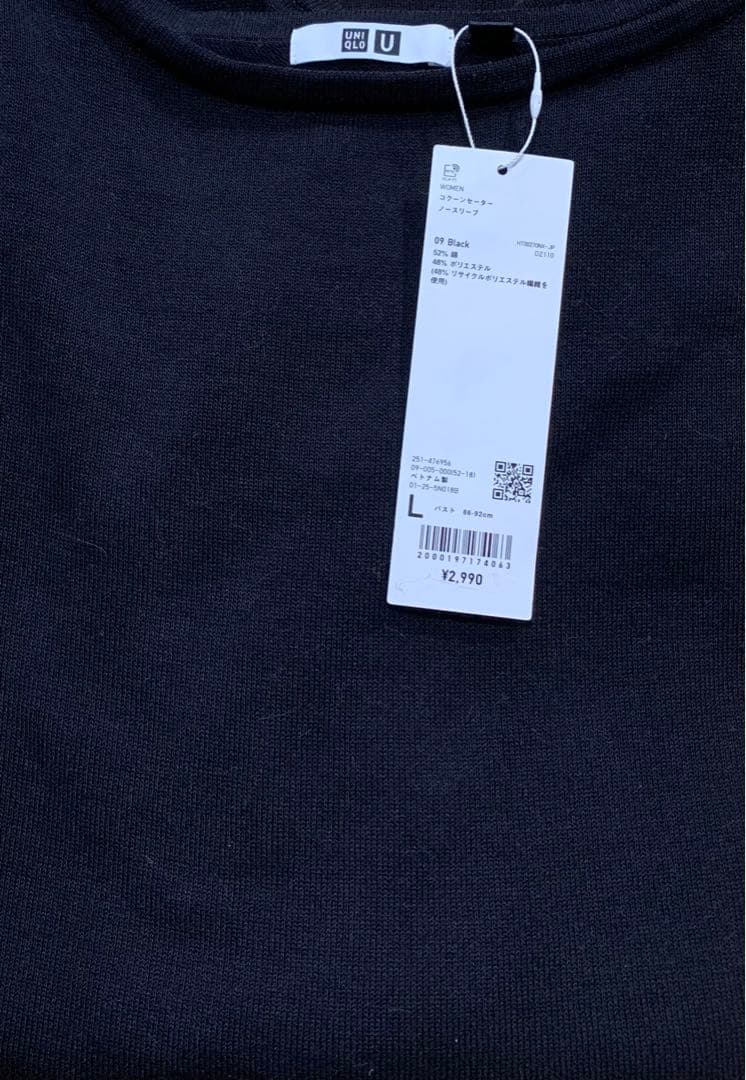 UNI
QLO
U
WOMEN
コクーンセーター
ノースリーブ
09 Black
02110
52% 綿
48% ポリエステル
(48% リサイクルポリエステル繊維を
使用)
251-476956
09-005-000(52-18)
ベトナム製
L バスト 86-92cm
2000197174063
¥2,990